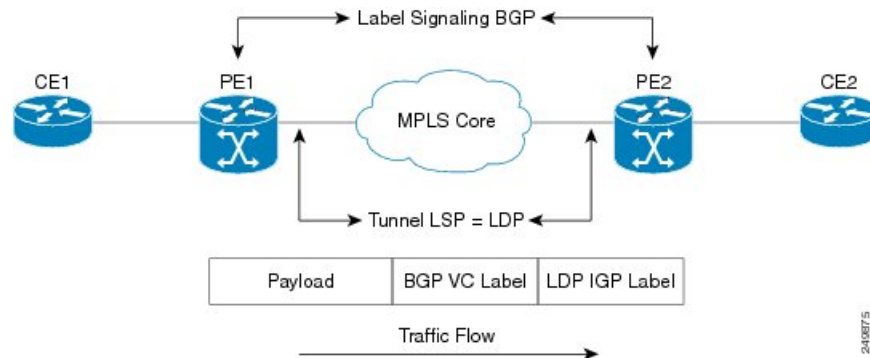 Label Signaling BGP
CE1
PE1
PE2
CE2
MPLS Core
Tunnel LSP = LDP
Payload
BGP VC Label
LDP IGP Label
Traffic Flow
249875